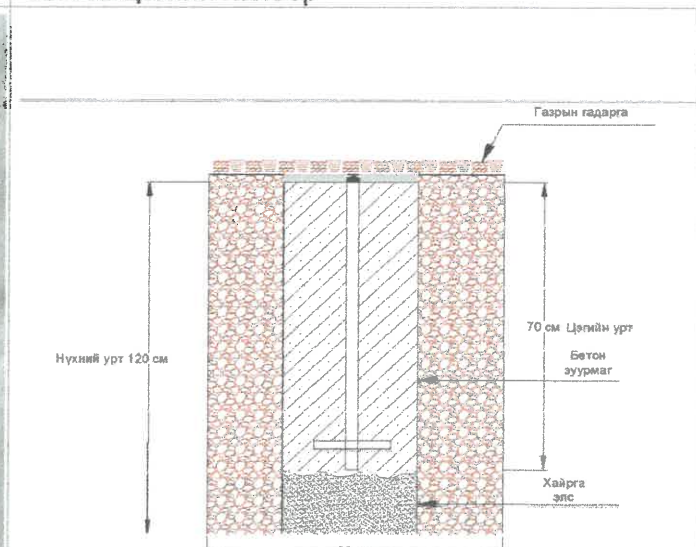 Газрын гадарга
70 см Цэгийн урт
Нүхний урт 120 см
Бетон
зуурмаг
Хайрга
элс